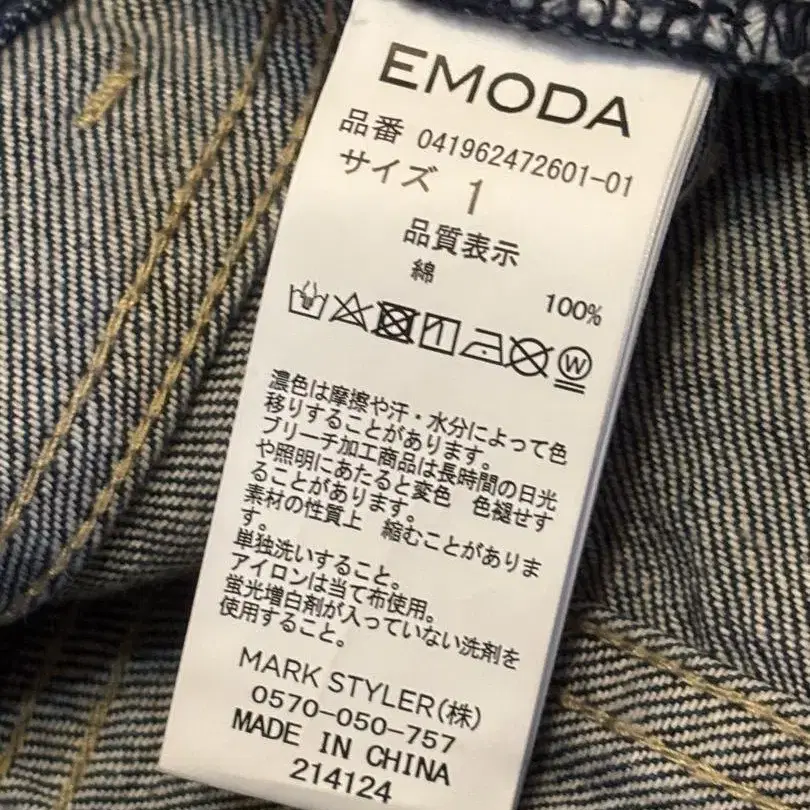 EMODA
品番 041962472601-01
サイズ 1
品質表示
綿 100%
W
濃色は摩擦や汗・水分によって色
移りすることがあります。
ブリーチ加工商品は長時間の日光
や照明にあたると変色 色褪せす
ることがあります。
素材の性質上 縮むことがありま
す。
単独洗いすること。
アイロンは当て布使用。
蛍光増白剤が入っていない洗剤を
使用すること。
MARK STYLER(株)
0570-050-757
MADE IN CHINA
214124